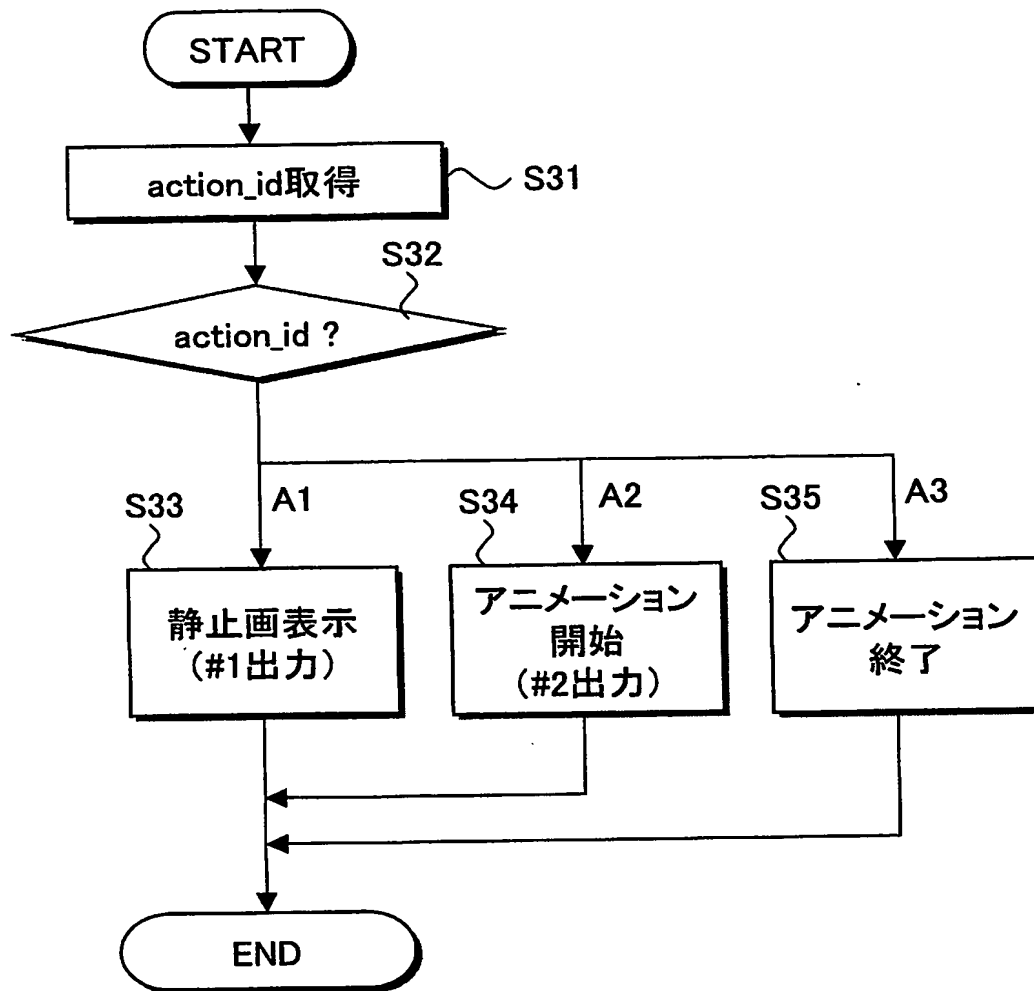 START
action_id取得
S31
S32
action_id ?
A1
A2
A3
S33
S34
S35
静止画表示
(#1出力)
アニメーション
開始
(#2出力)
アニメーション
終了
END